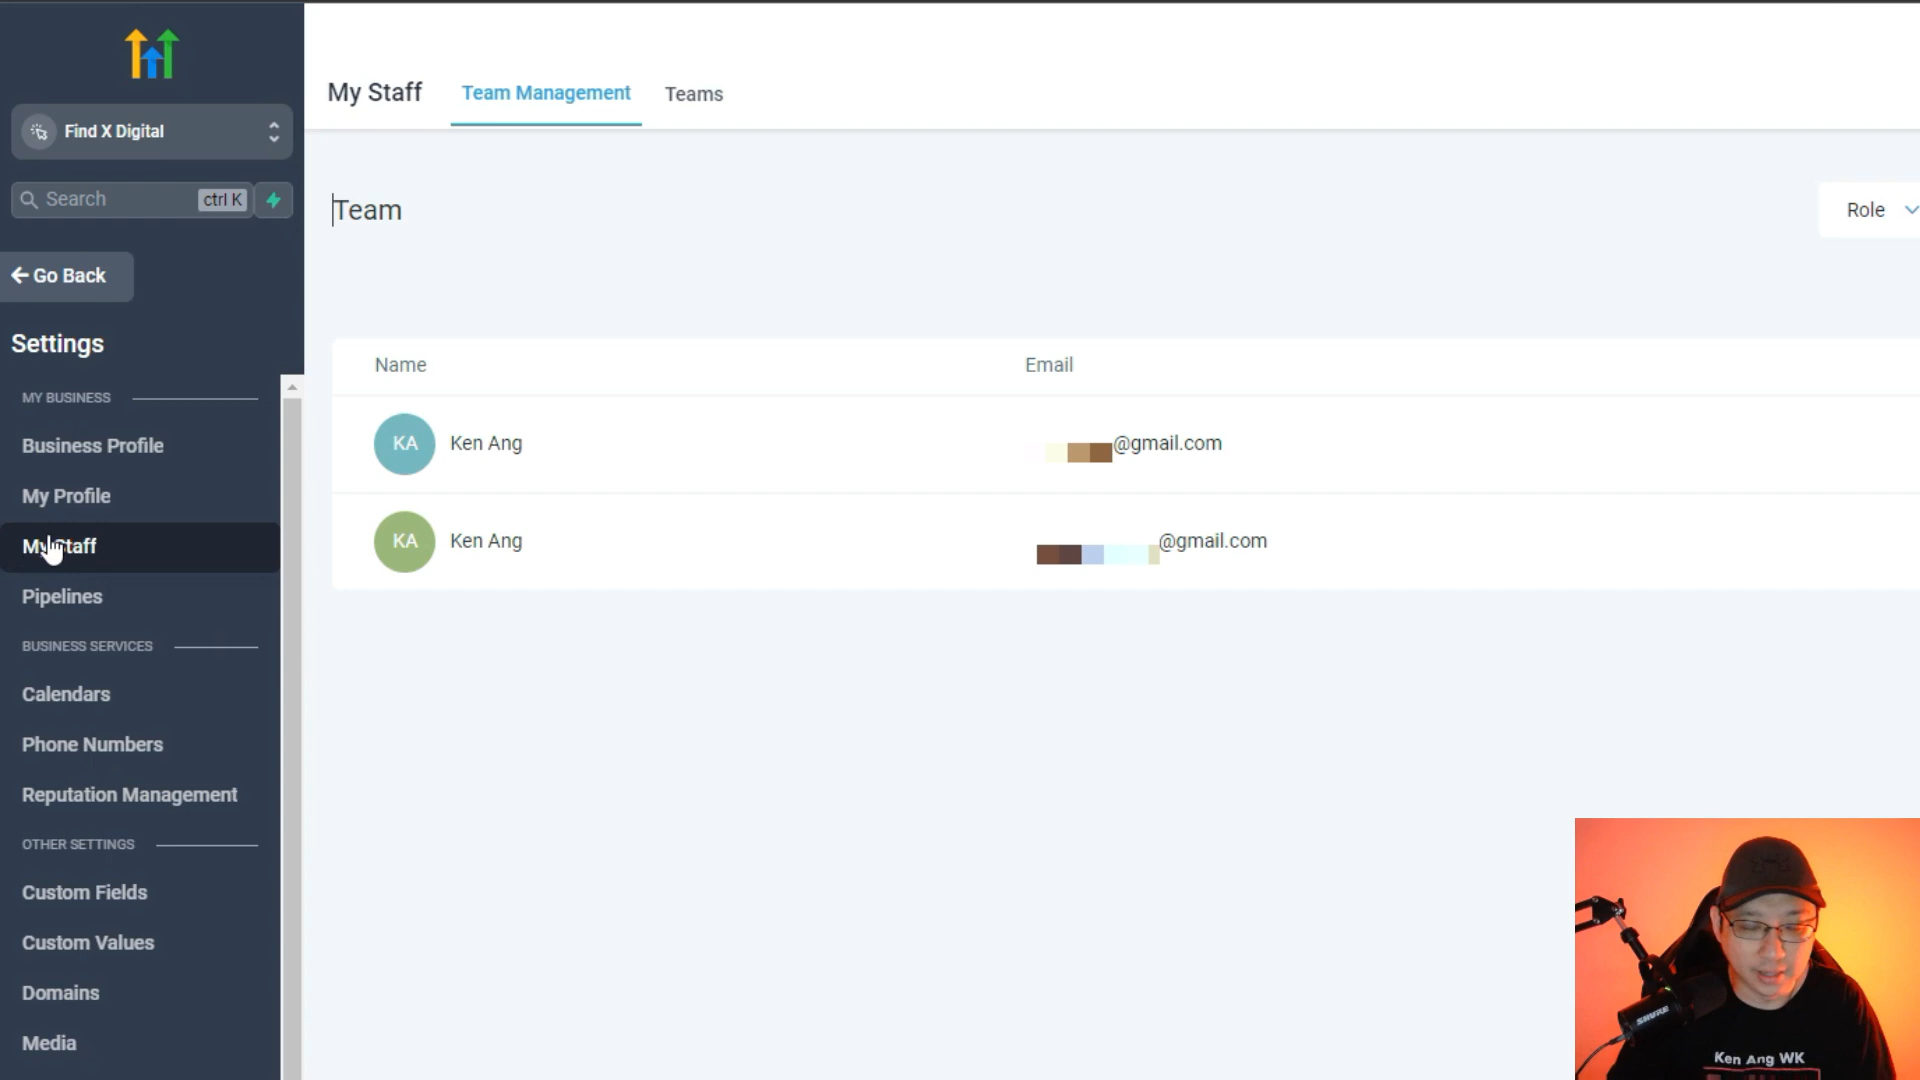 Find X Digital
Search ctrl K
Go Back
Settings
MY BUSINESS
Business Profile
My Profile
My Staff
Pipelines
BUSINESS SERVICES
Calendars
Phone Numbers
Reputation Management
OTHER SETTINGS
Custom Fields
Custom Values
Domains
Media
My Staff Team Management Teams
Team
Role
Name Email
KA Ken Ang @gmail.com
KA Ken Ang @gmail.com
SHURE
Ken Ang WK